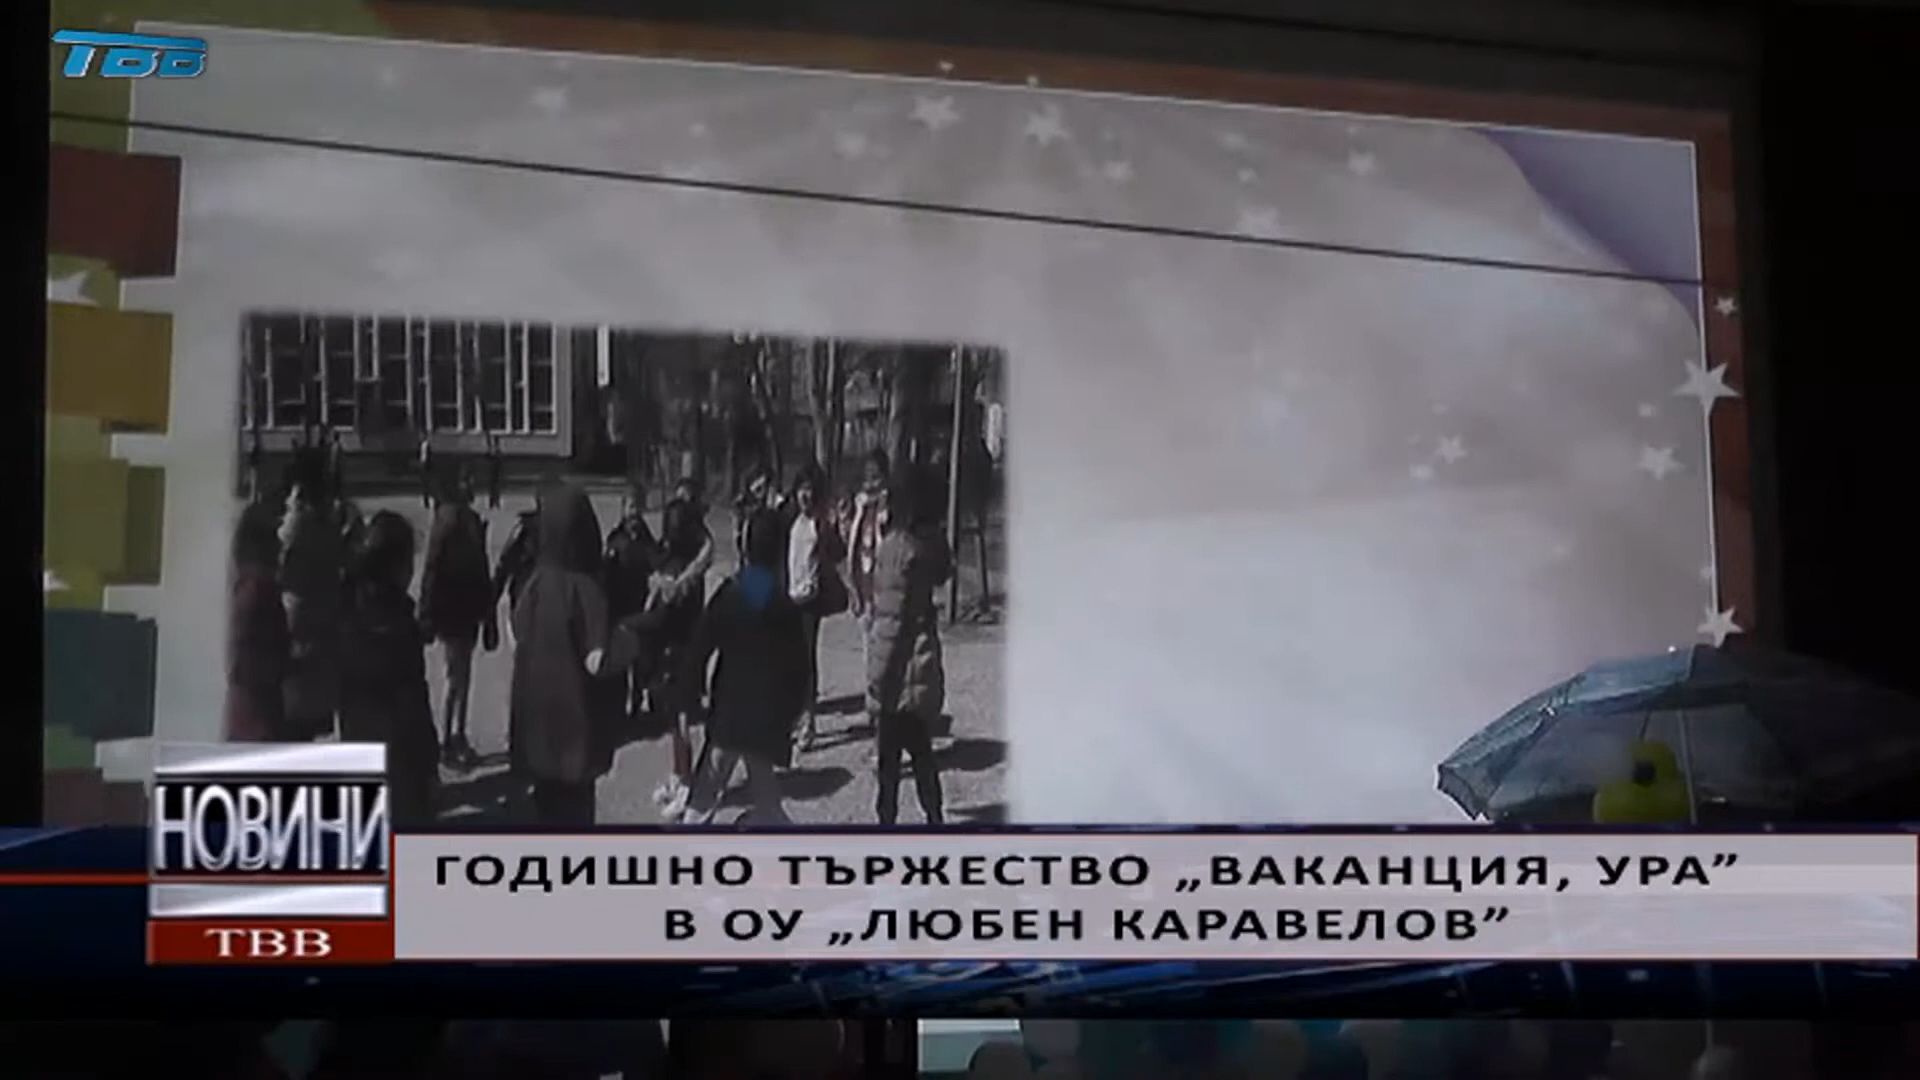 ТВВ
НОВИНИ
ТВВ
ГОДИШНО ТЪРЖЕСТВО „ВАКАНЦИЯ, УРА”
В ОУ „ЛЮБЕН КАРАВЕЛОВ”